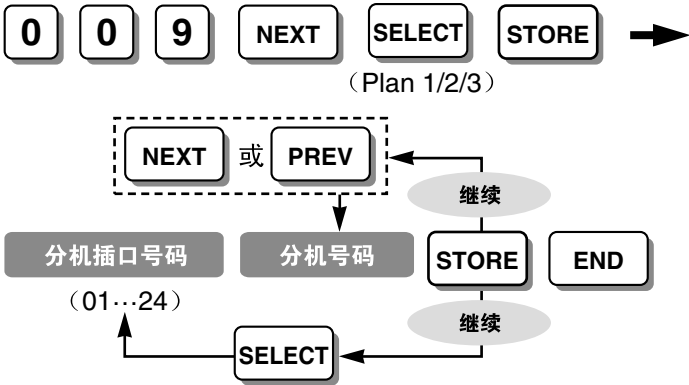 0 0 9 NEXT SELECT STORE
（Plan 1/2/3）
NEXT 或 PREV
继续
分机插口号码 分机号码 STORE END
（01…24）
继续
SELECT